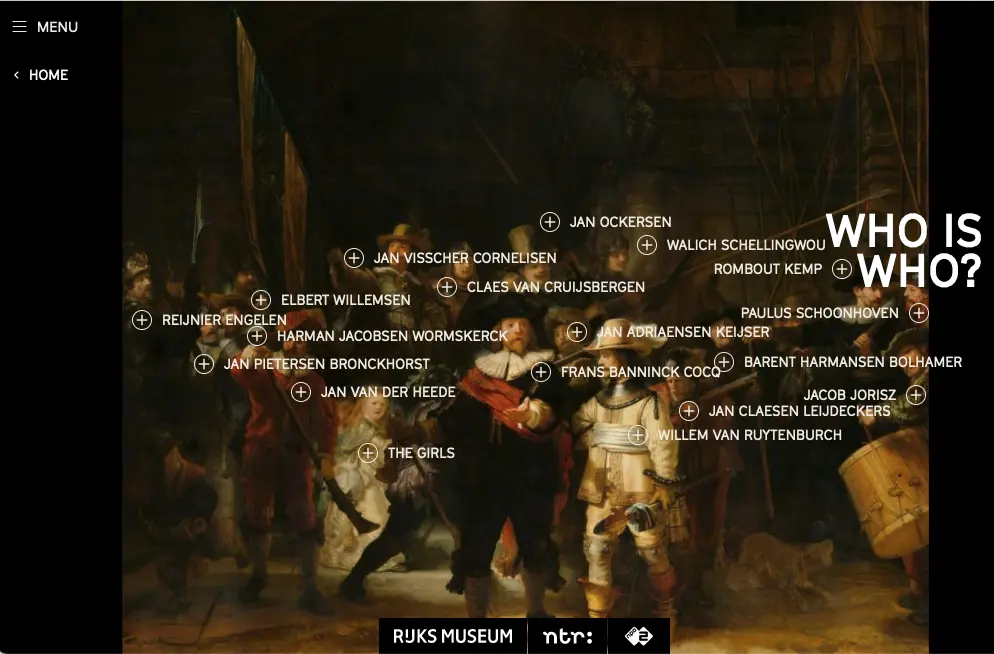 MENU
HOME
WHO IS
WHO?
JAN OCKERSEN
WALICH SCHELLINGWOU
JAN VISSCHER CORNELISEN
ROMBOUT KEMP
CLAES VAN CRUIJSBERGEN
ELBERT WILLEMSEN
PAULUS SCHOONHOVEN
REIJNIER ENGELEN
JAN ADRIAENSEN KEIJSER
HARMAN JACOBSEN WORMSKERCK
BARENT HARMANSEN BOLHAMER
JAN PIETERSEN BRONCKHORST
FRANS BANNINCK COCQ
JAN VAN DER HEEDE
JACOB JORISZ
JAN CLAESEN LEIJDECKERS
WILLEM VAN RUYTENBURCH
THE GIRLS
RIJKS MUSEUM
ntr: